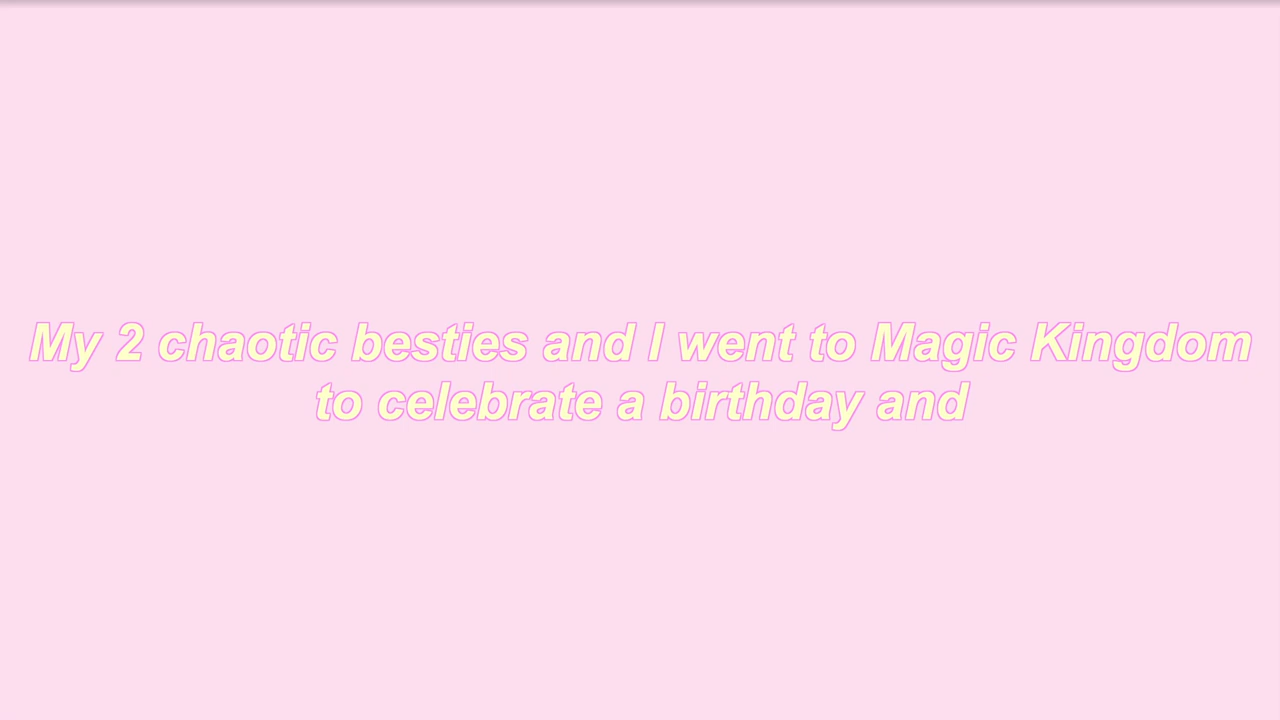 My 2 chaotic besties and I went to Magic Kingdom
to celebrate a birthday and